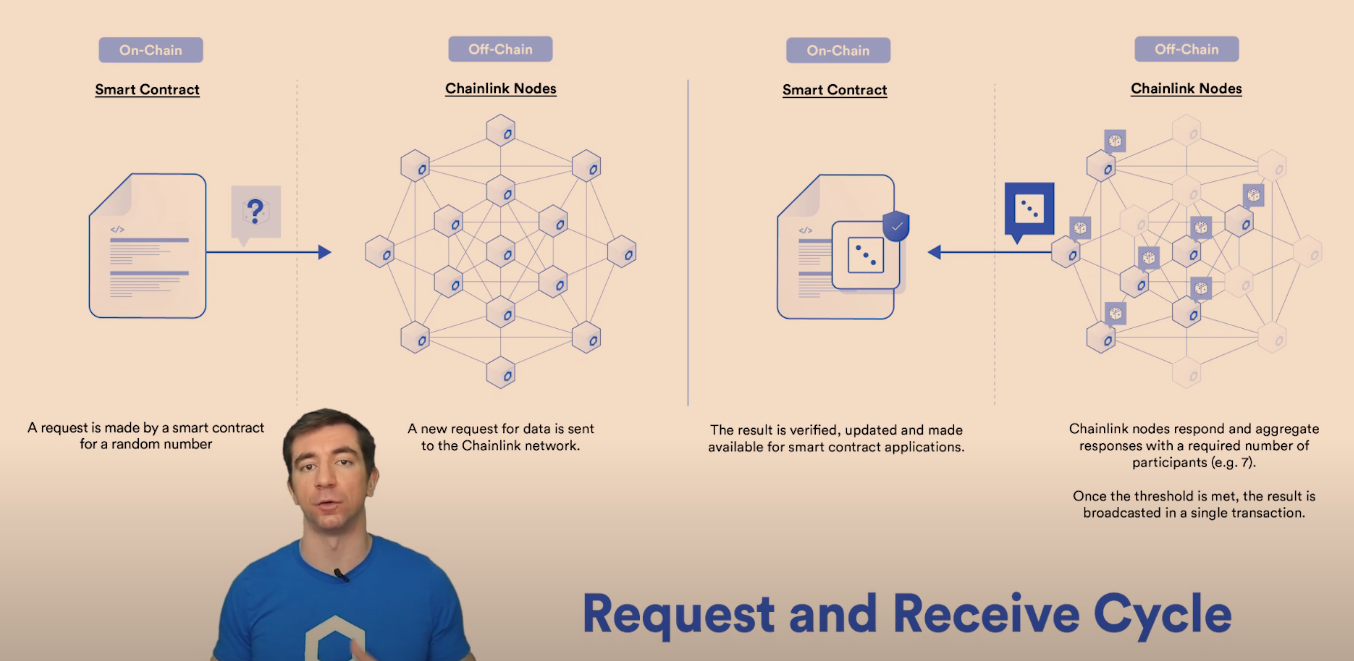 On-Chain
Smart Contract
</>
?
A request is made by a smart contract
for a random number
Off-Chain
Chainlink Nodes
A new request for data is sent
to the Chainlink network.
On-Chain
Smart Contract
</>
The result is verified, updated and made
available for smart contract applications.
Off-Chain
Chainlink Nodes
Chainlink nodes respond and aggregate
responses with a required number of
participants (e.g. 7).
Once the threshold is met, the result is
broadcasted in a single transaction.
Request and Receive Cycle